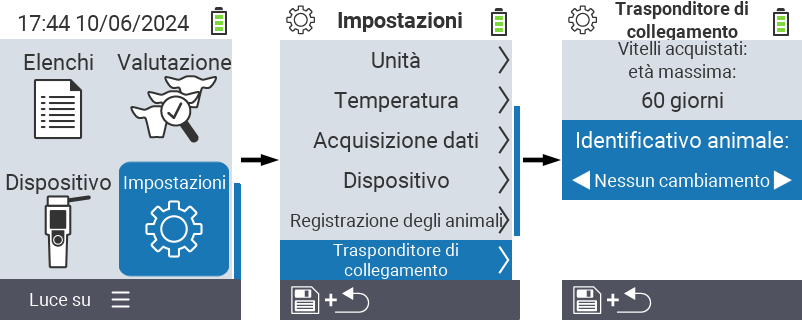 17:44 10/06/2024
Elenchi
Valutazione
Dispositivo
Impostazioni
Luce su
Impostazioni
Unità
Temperatura
Acquisizione dati
Dispositivo
Registrazione degli animali
Trasponditore di
collegamento
+
Trasponditore di
collegamento
Vitelli acquistati:
età massima:
60 giorni
Identificativo animale:
Nessun cambiamento
+